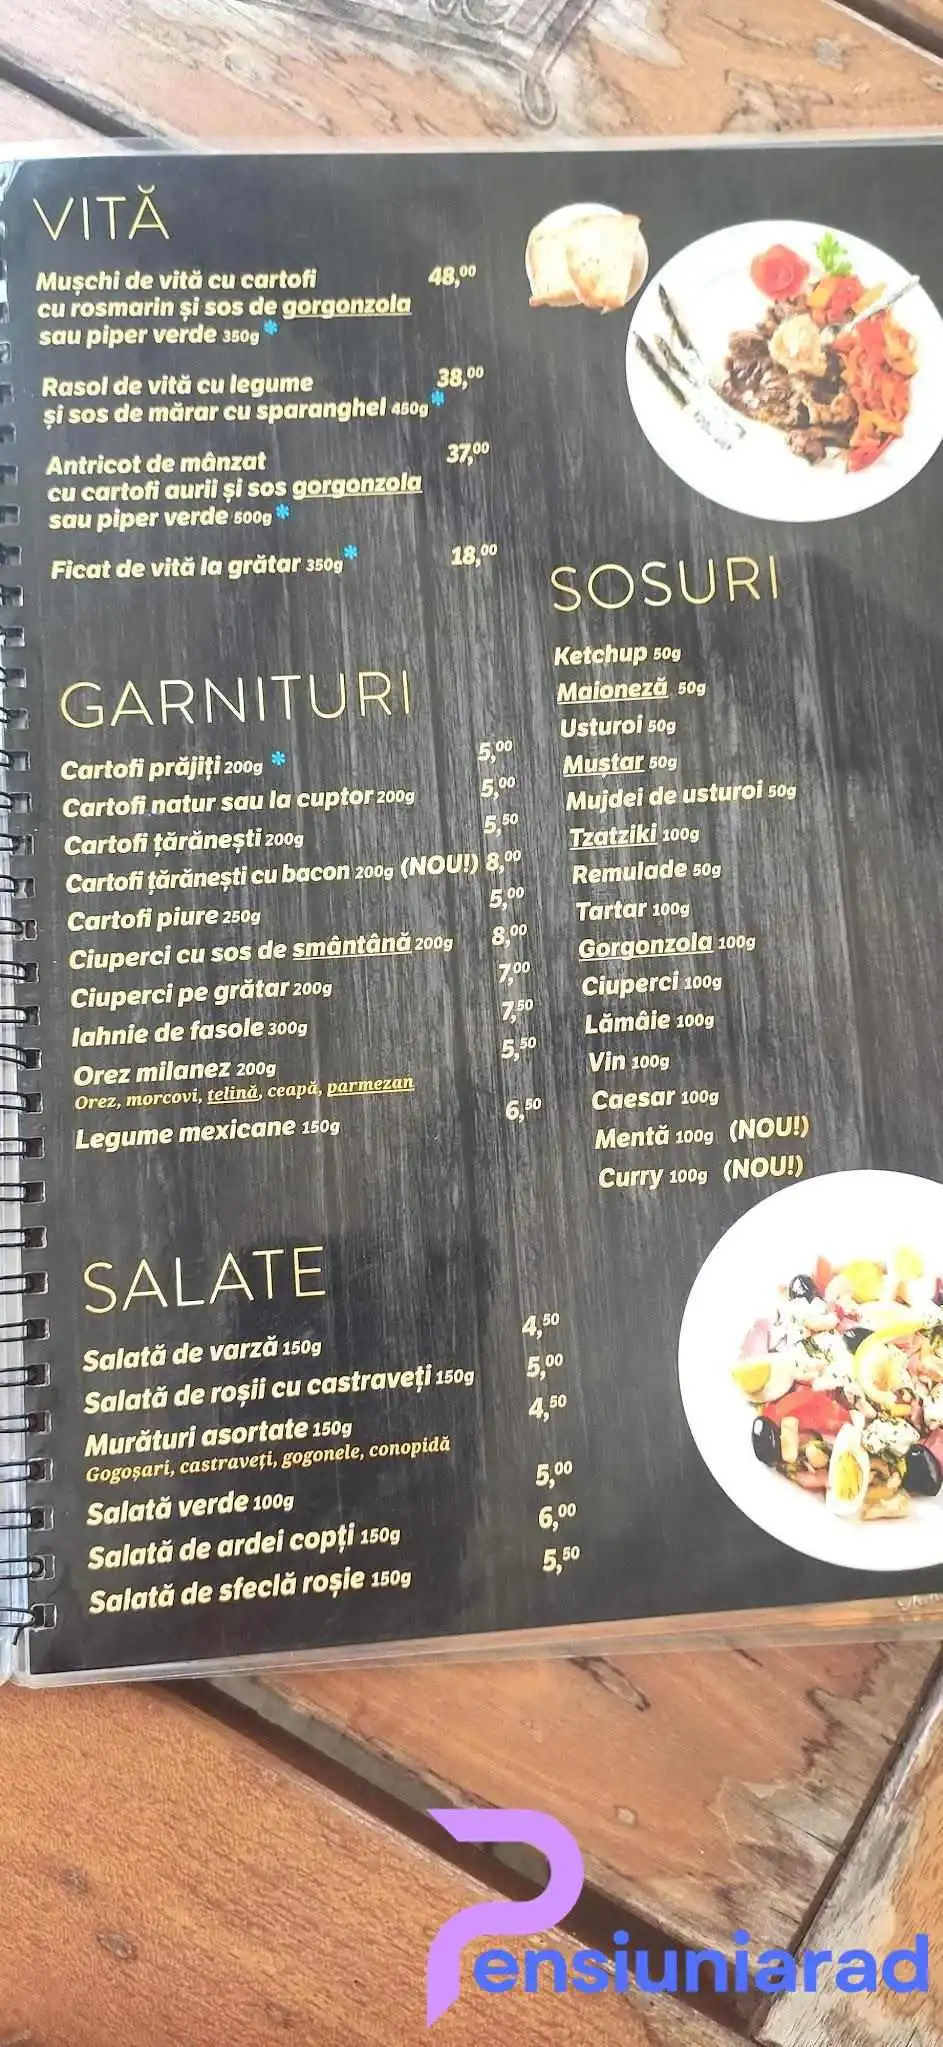 VITĂ
Mușchi de vită cu cartofi 48,00
cu rosmarin și sos de gorgonzola
sau piper verde 350g *
Rasol de vită cu legume 38,00
și sos de mărar cu sparanghel 450g *
Antricot de mânzat 37,00
cu cartofi aurii și sos gorgonzola
sau piper verde 500g *
Ficat de vită la grătar 350g * 18,00
GARNITURI
Cartofi prăjiți 200g * 5,00
Cartofi natur sau la cuptor 200g 5,00
Cartofi țărănești 200g 5,50
Cartofi țărănești cu bacon 200g (NOU!) 8,00
Cartofi piure 250g 5,00
Ciuperci cu sos de smântână 200g 8,00
Ciuperci pe grătar 200g 7,00
Iahnie de fasole 300g 7,50
Orez milanez 200g 5,50
Orez, morcovi, țelină, ceapă, parmezan
Legume mexicane 150g 6,50
SOSURI
Ketchup 50g
Maioneză 50g
Usturoi 50g
Muștar 50g
Mujdei de usturoi 50g
Tzatziki 100g
Remulade 50g
Tartar 100g
Gorgonzola 100g
Ciuperci 100g
Lămâie 100g
Vin 100g
Caesar 100g
Mentă 100g (NOU!)
Curry 100g (NOU!)
SALATE
Salată de varză 150g 4,50
Salată de roșii cu castraveți 150g 5,00
Murături asortate 150g 4,50
Gogoșari, castraveți, gogonele, conopidă
Salată verde 100g 5,00
Salată de ardei copți 150g 6,00
Salată de sfeclă roșie 150g 5,50
Pensiuniarad